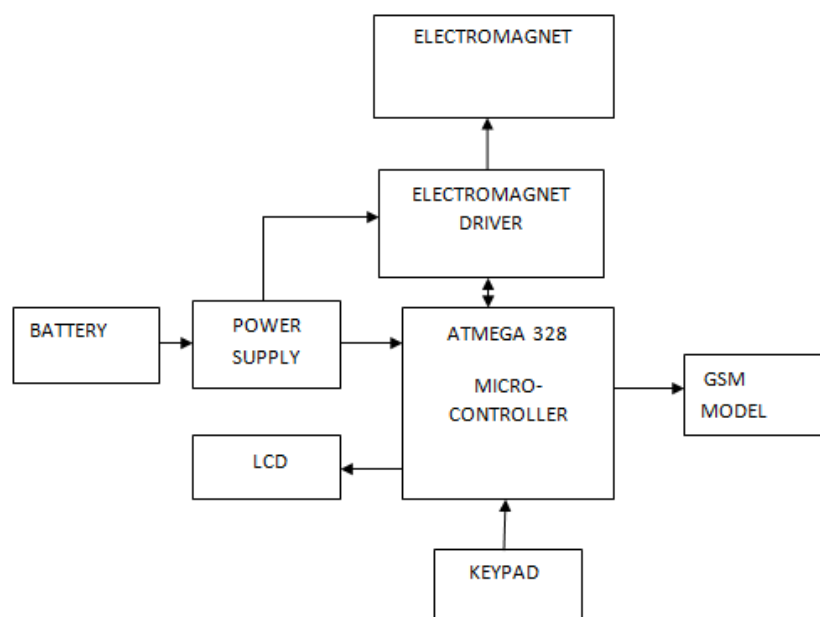 ELECTROMAGNET
ELECTROMAGNET
DRIVER
BATTERY
POWER
SUPPLY
ATMEGA 328
MICRO-
CONTROLLER
GSM
MODEL
LCD
KEYPAD